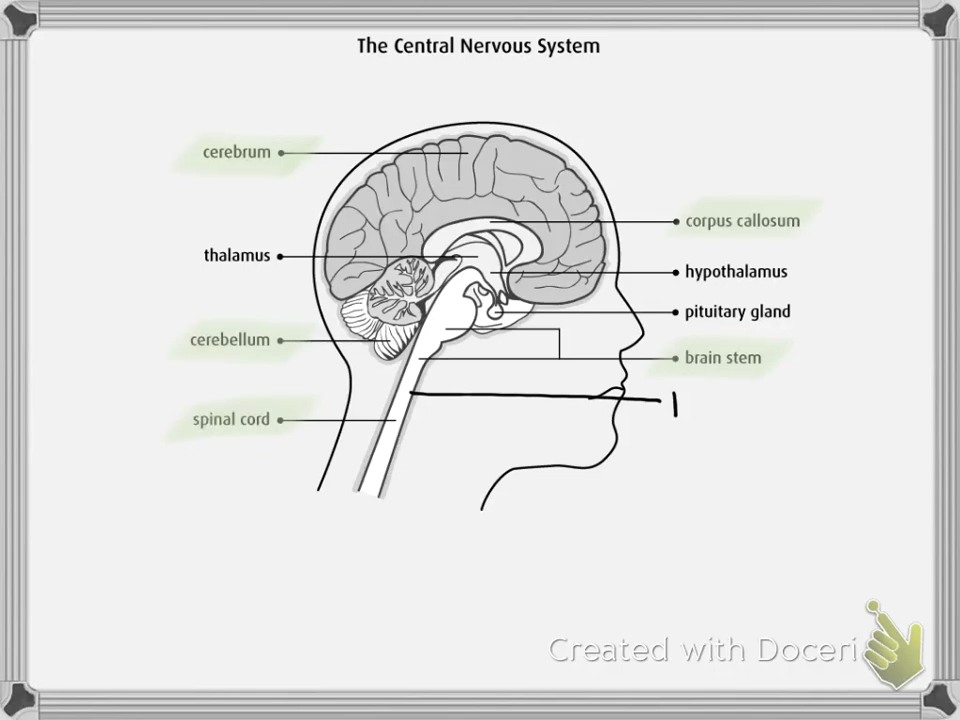 The Central Nervous System
cerebrum
corpus callosum
thalamus
hypothalamus
pituitary gland
cerebellum
brain stem
1
spinal cord
Created with Doceri